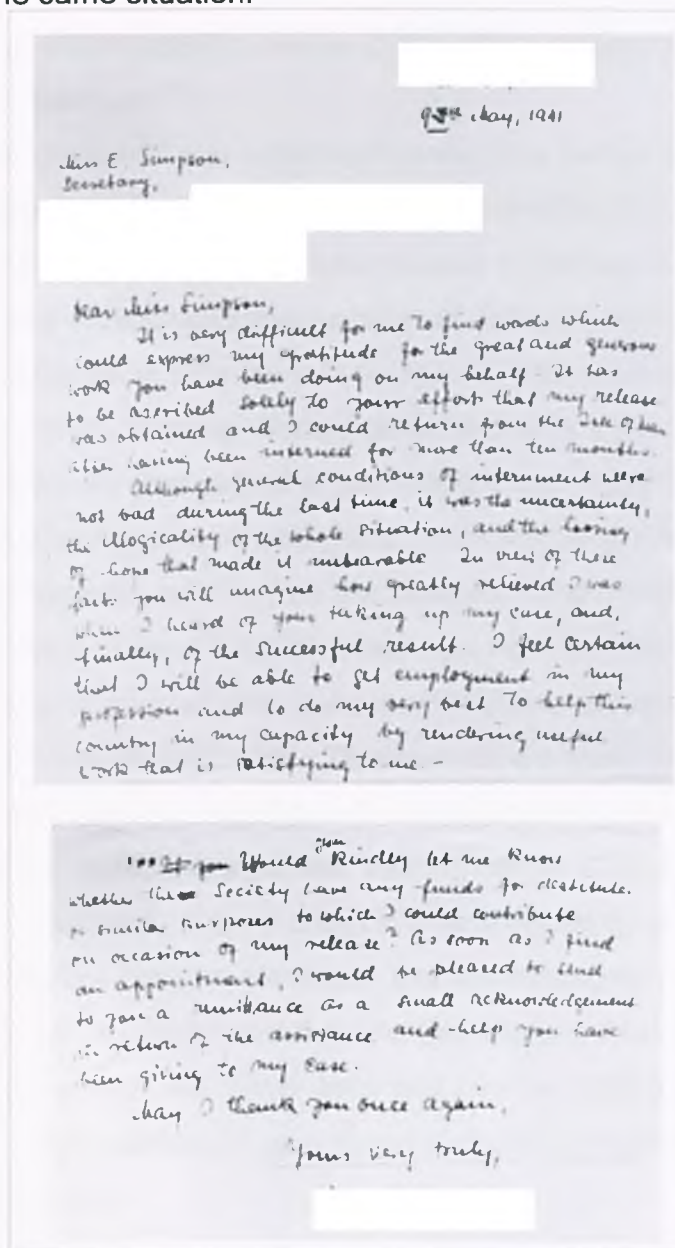 same situation.
May, 1941
Miss E Simpson,
Secretary,
Dear Miss Simpson,
It is very difficult for me to find words which
could express my gratitude for the great and generous
work you have been doing on my behalf. It has
to be ascribed solely to your efforts that my release
was obtained and I could return from the Isle of Man
after having been interned for more than ten months.
Although general conditions of internment were
not bad during the last time, it was the uncertainty,
the illogicality of the whole situation, and the loosing
of hope that made it unbearable In view of these
facts you will imagine how greatly relieved I was
when I heard of your taking up my case, and,
finally, of the successful result. I feel certain
that I will be able to get employment in my
profession and to do my very best to help this
country in my capacity by rendering useful
work that is satisfying to me -
Would you kindly let me know
whether the Society have any funds for destitute
or similar purposes to which I could contribute
on occasion of my release? As soon as I find
an appointment, I would be pleased to send
to you a remittance as a small acknowledgement
in return of the assistance and help you have
been giving to my case.
May I thank you once again,
Yours very truly,